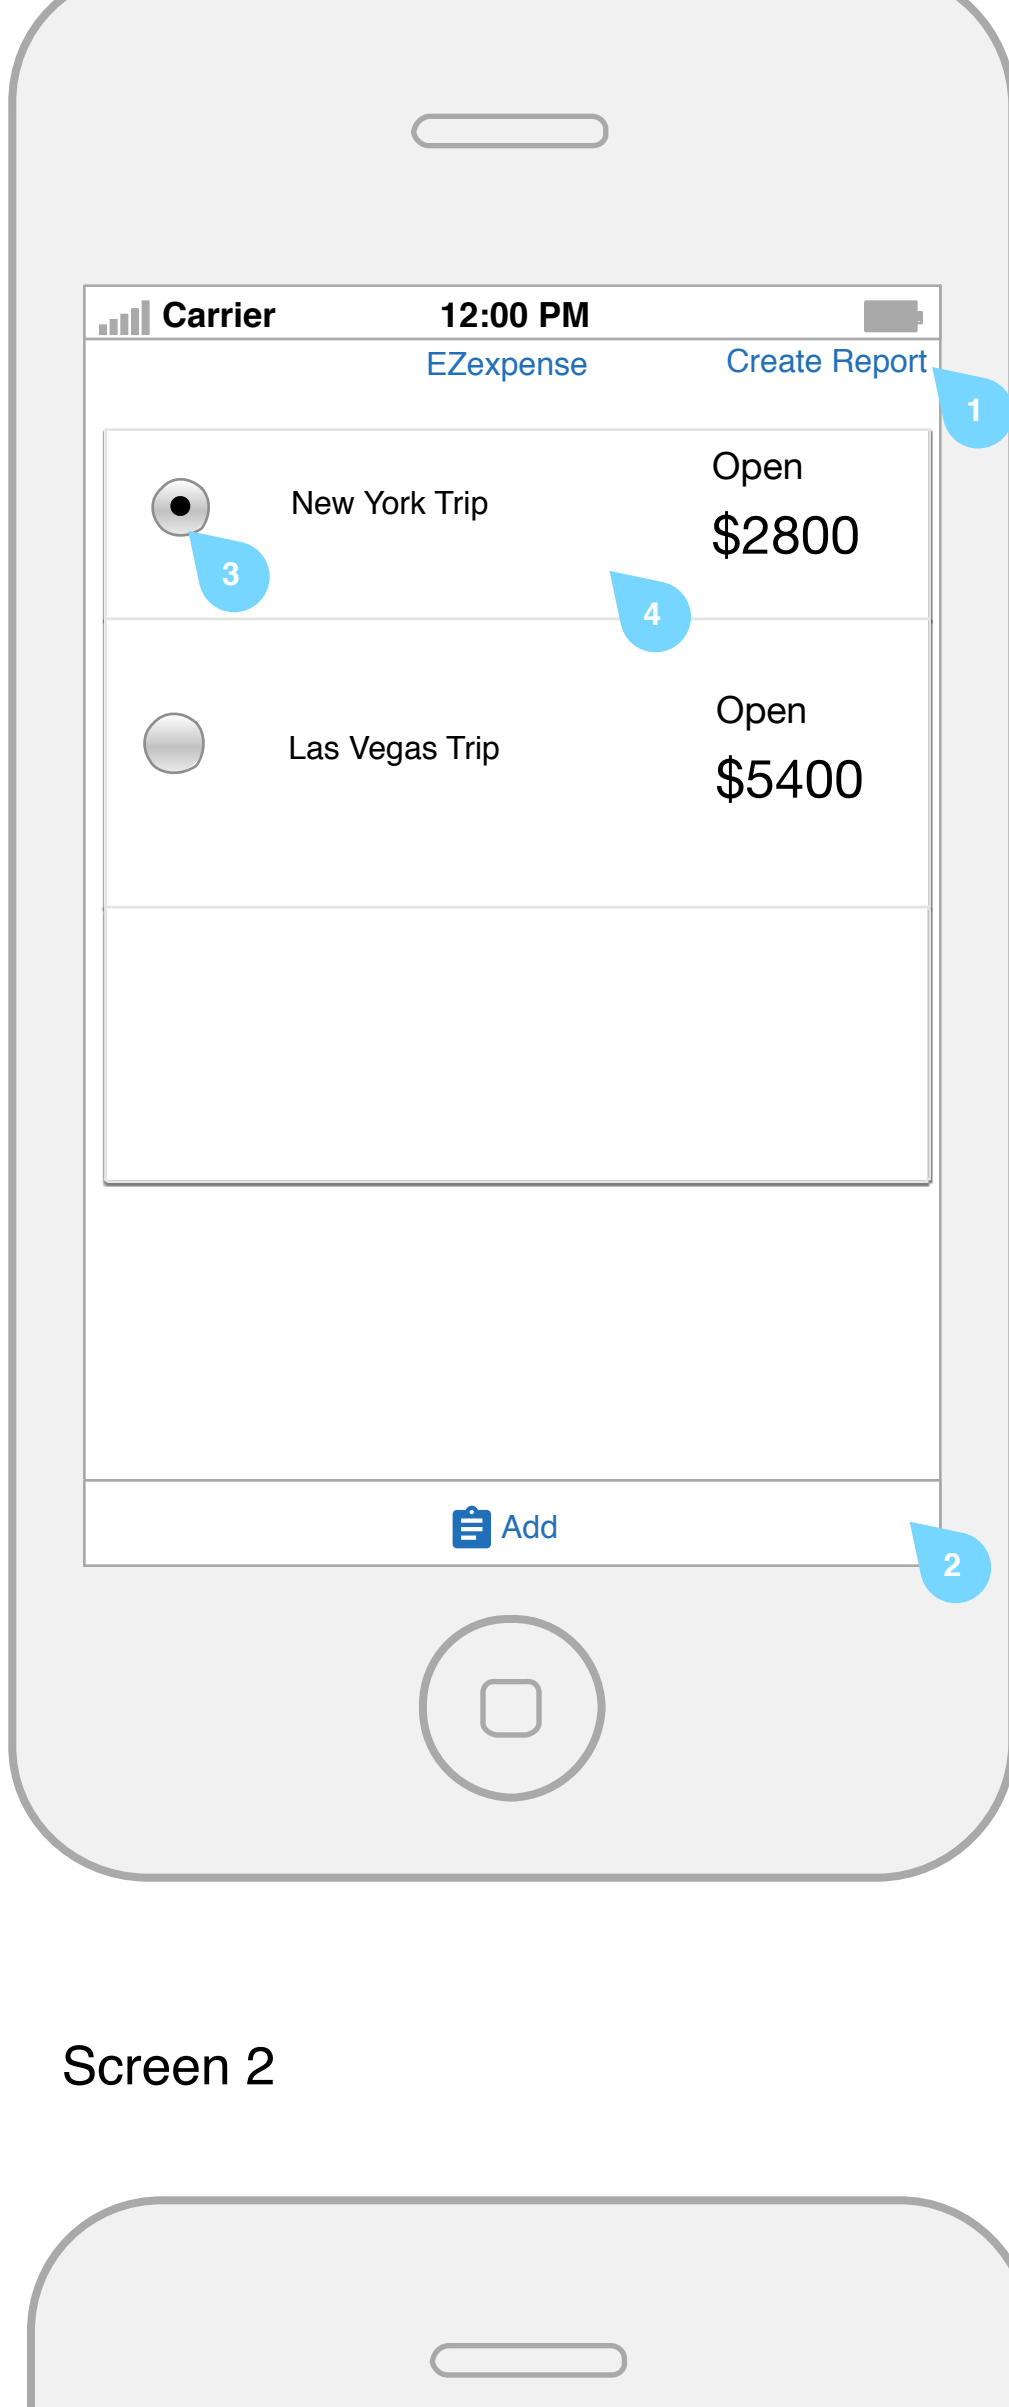 Carrier 12:00 PM
EZexpense Create Report
1
Open
New York Trip
$2800
3
4
Open
Las Vegas Trip
$5400
Add
2
Screen 2